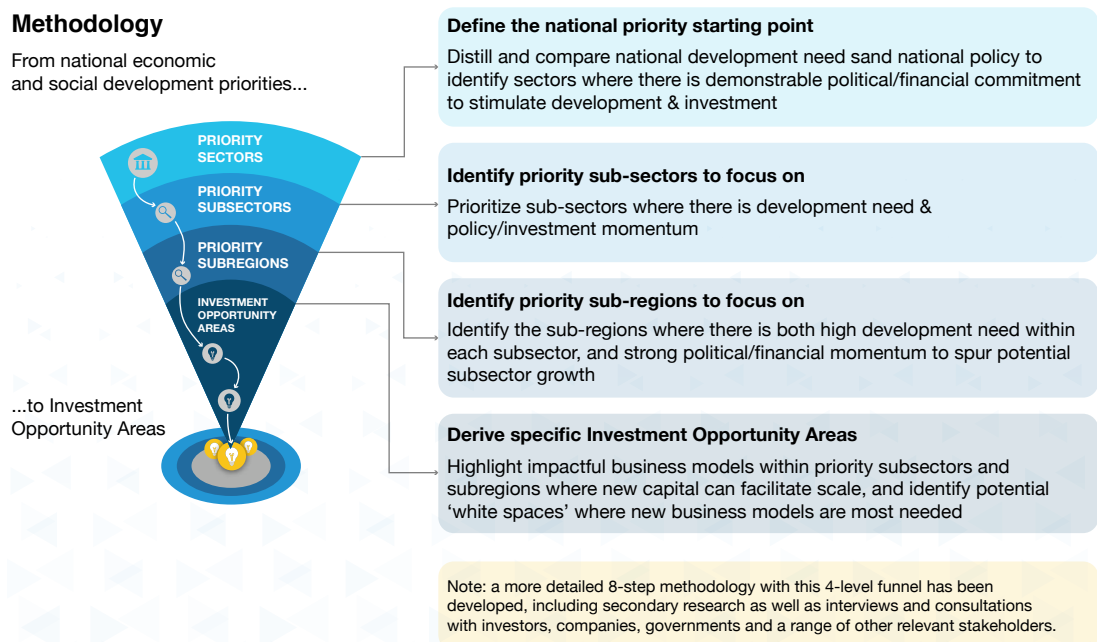 Methodology
From national economic
and social development priorities...
PRIORITY
SECTORS
PRIORITY
SUBSECTORS
PRIORITY
SUBREGIONS
INVESTMENT
OPPORTUNITY
AREAS
...to Investment
Opportunity Areas
Define the national priority starting point
Distill and compare national development need sand national policy to
identify sectors where there is demonstrable political/financial commitment
to stimulate development & investment
Identify priority sub-sectors to focus on
Prioritize sub-sectors where there is development need &
policy/investment momentum
Identify priority sub-regions to focus on
Identify the sub-regions where there is both high development need within
each subsector, and strong political/financial momentum to spur potential
subsector growth
Derive specific Investment Opportunity Areas
Highlight impactful business models within priority subsectors and
subregions where new capital can facilitate scale, and identify potential
‘white spaces’ where new business models are most needed
Note: a more detailed 8-step methodology with this 4-level funnel has been
developed, including secondary research as well as interviews and consultations
with investors, companies, governments and a range of other relevant stakeholders.